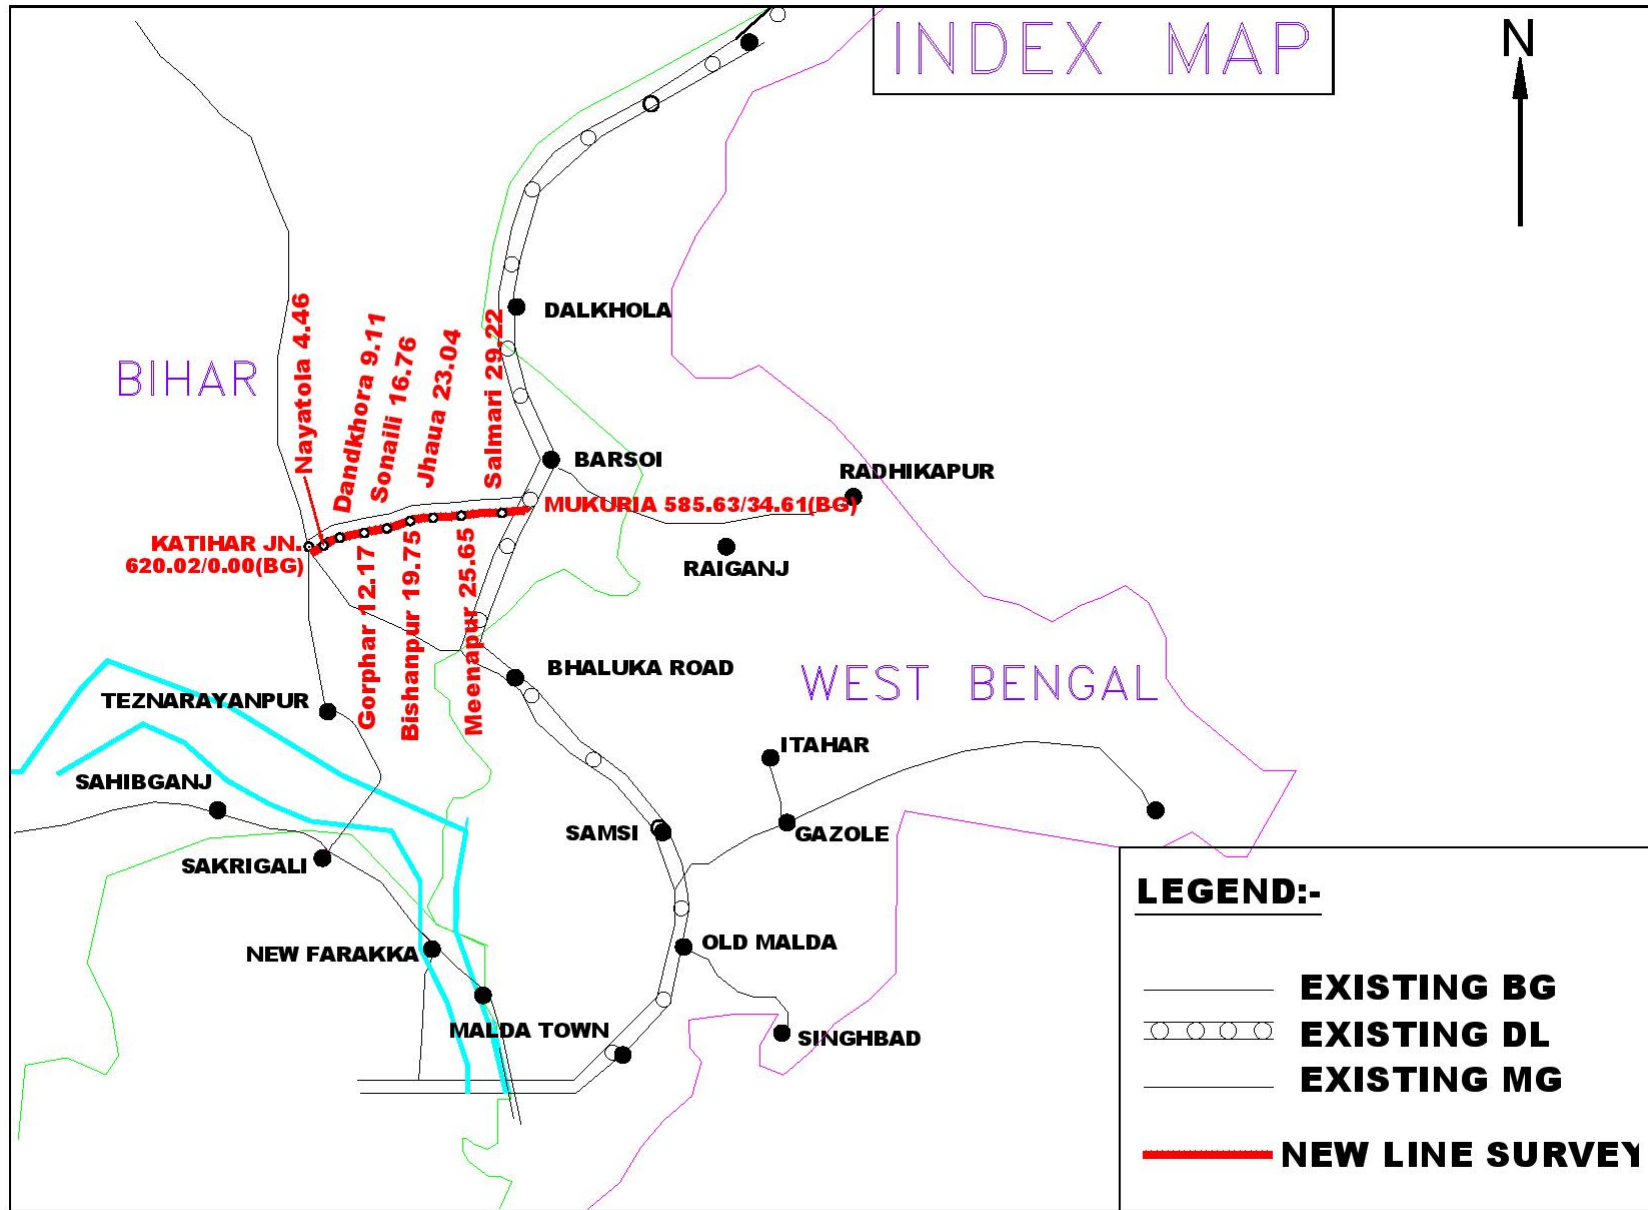 INDEX MAP
N
DALKHOLA
BIHAR
Nayatola 4.46
Dandkhora 9.11
Sonaili 16.76
Jhaua 23.04
Salmari 29.22
BARSOI
RADHIKAPUR
MUKURIA 585.63/34.61(BG)
KATIHAR JN.
620.02/0.00(BG)
RAIGANJ
Gorphar 12.17
Bishanpur 19.75
Meenapur 25.65
BHALUKA ROAD
WEST BENGAL
TEZNARAYANPUR
ITAHAR
SAHIBGANJ
SAMSI
GAZOLE
SAKRIGALI
OLD MALDA
NEW FARAKKA
MALDA TOWN
SINGHBAD
LEGEND:-
EXISTING BG
EXISTING DL
EXISTING MG
NEW LINE SURVEY